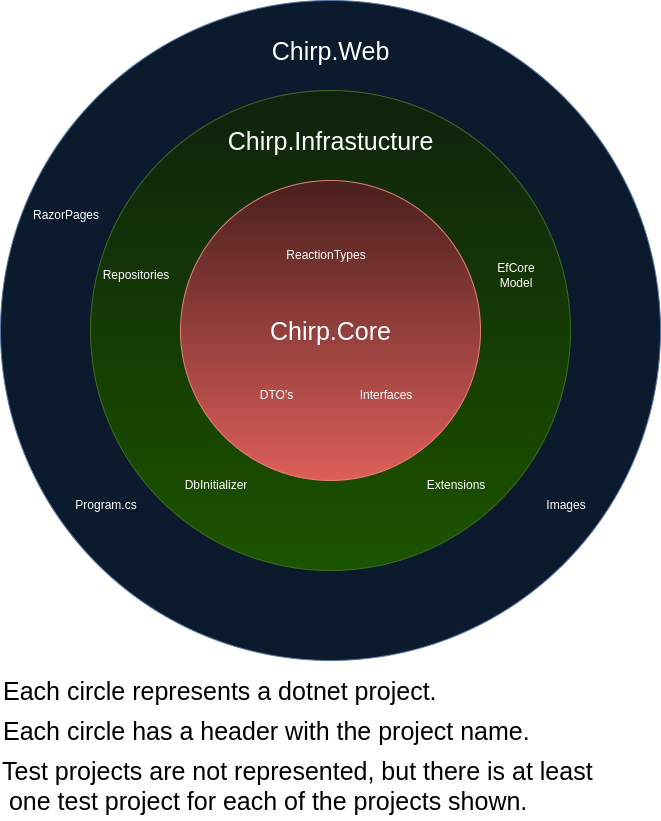 Chirp.Web
Chirp.Infrastucture
RazorPages
ReactionTypes
Repositories
EfCore
Model
Chirp.Core
DTO's
Interfaces
DbInitializer
Extensions
Program.cs
Images
Each circle represents a dotnet project.
Each circle has a header with the project name.
Test projects are not represented, but there is at least
one test project for each of the projects shown.